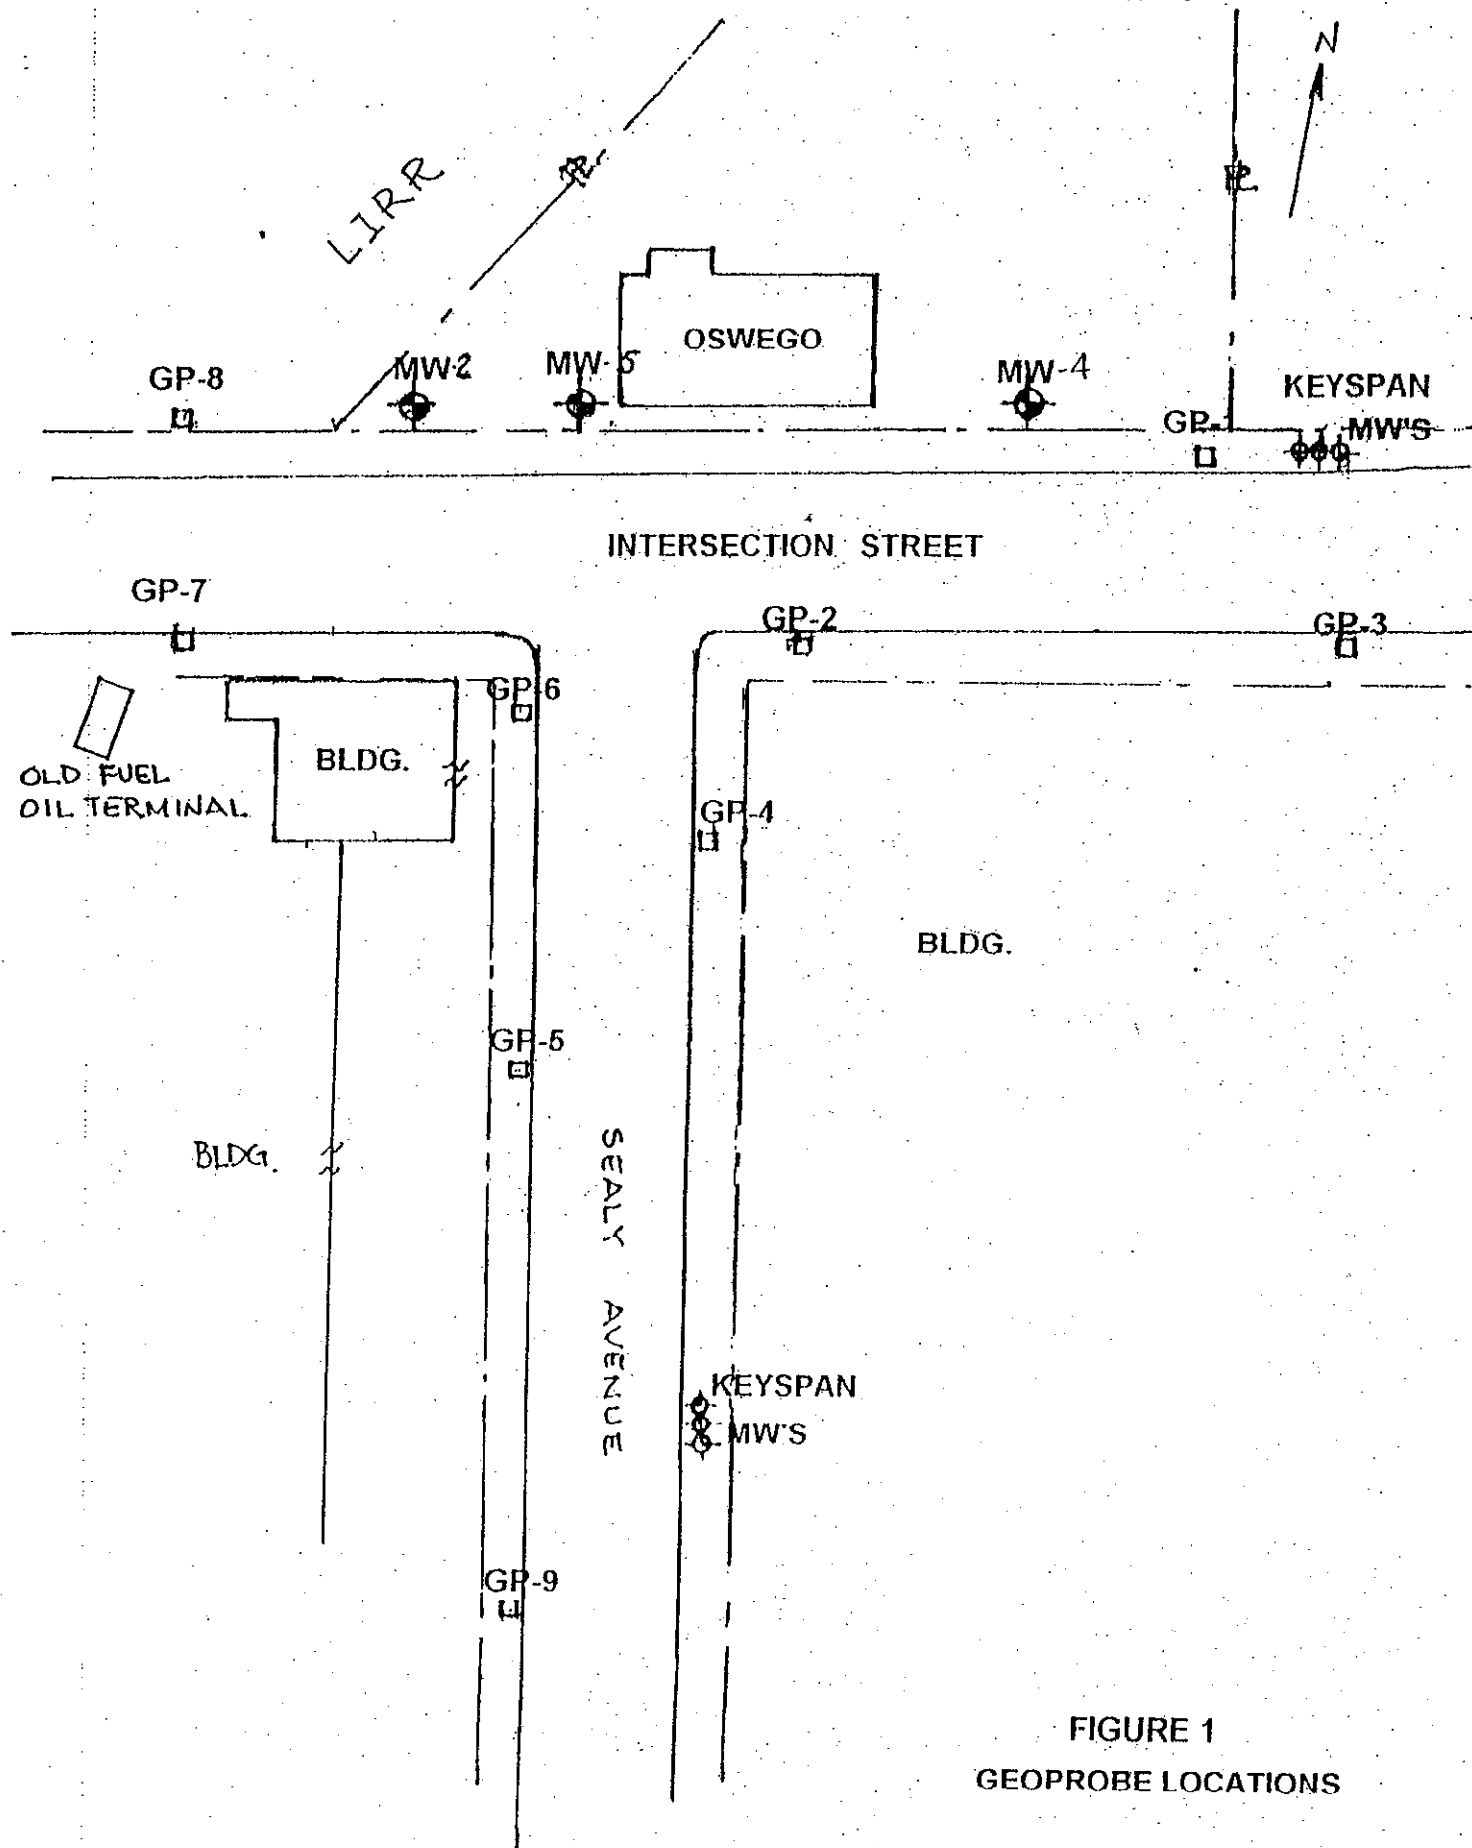 N
LIRR
PL
PL
OSWEGO
MW-2
MW-5
MW-4
GP-8
KEYSPAN
MW'S
GP-
INTERSECTION STREET
GP-7
GP-2
GP-3
GP-6
BLDG.
OLD FUEL
OIL TERMINAL
GP-4
BLDG.
GP-5
BLDG.
SEALY AVENUE
KEYSPAN
MW'S
GP-9
FIGURE 1
GEOPROBE LOCATIONS